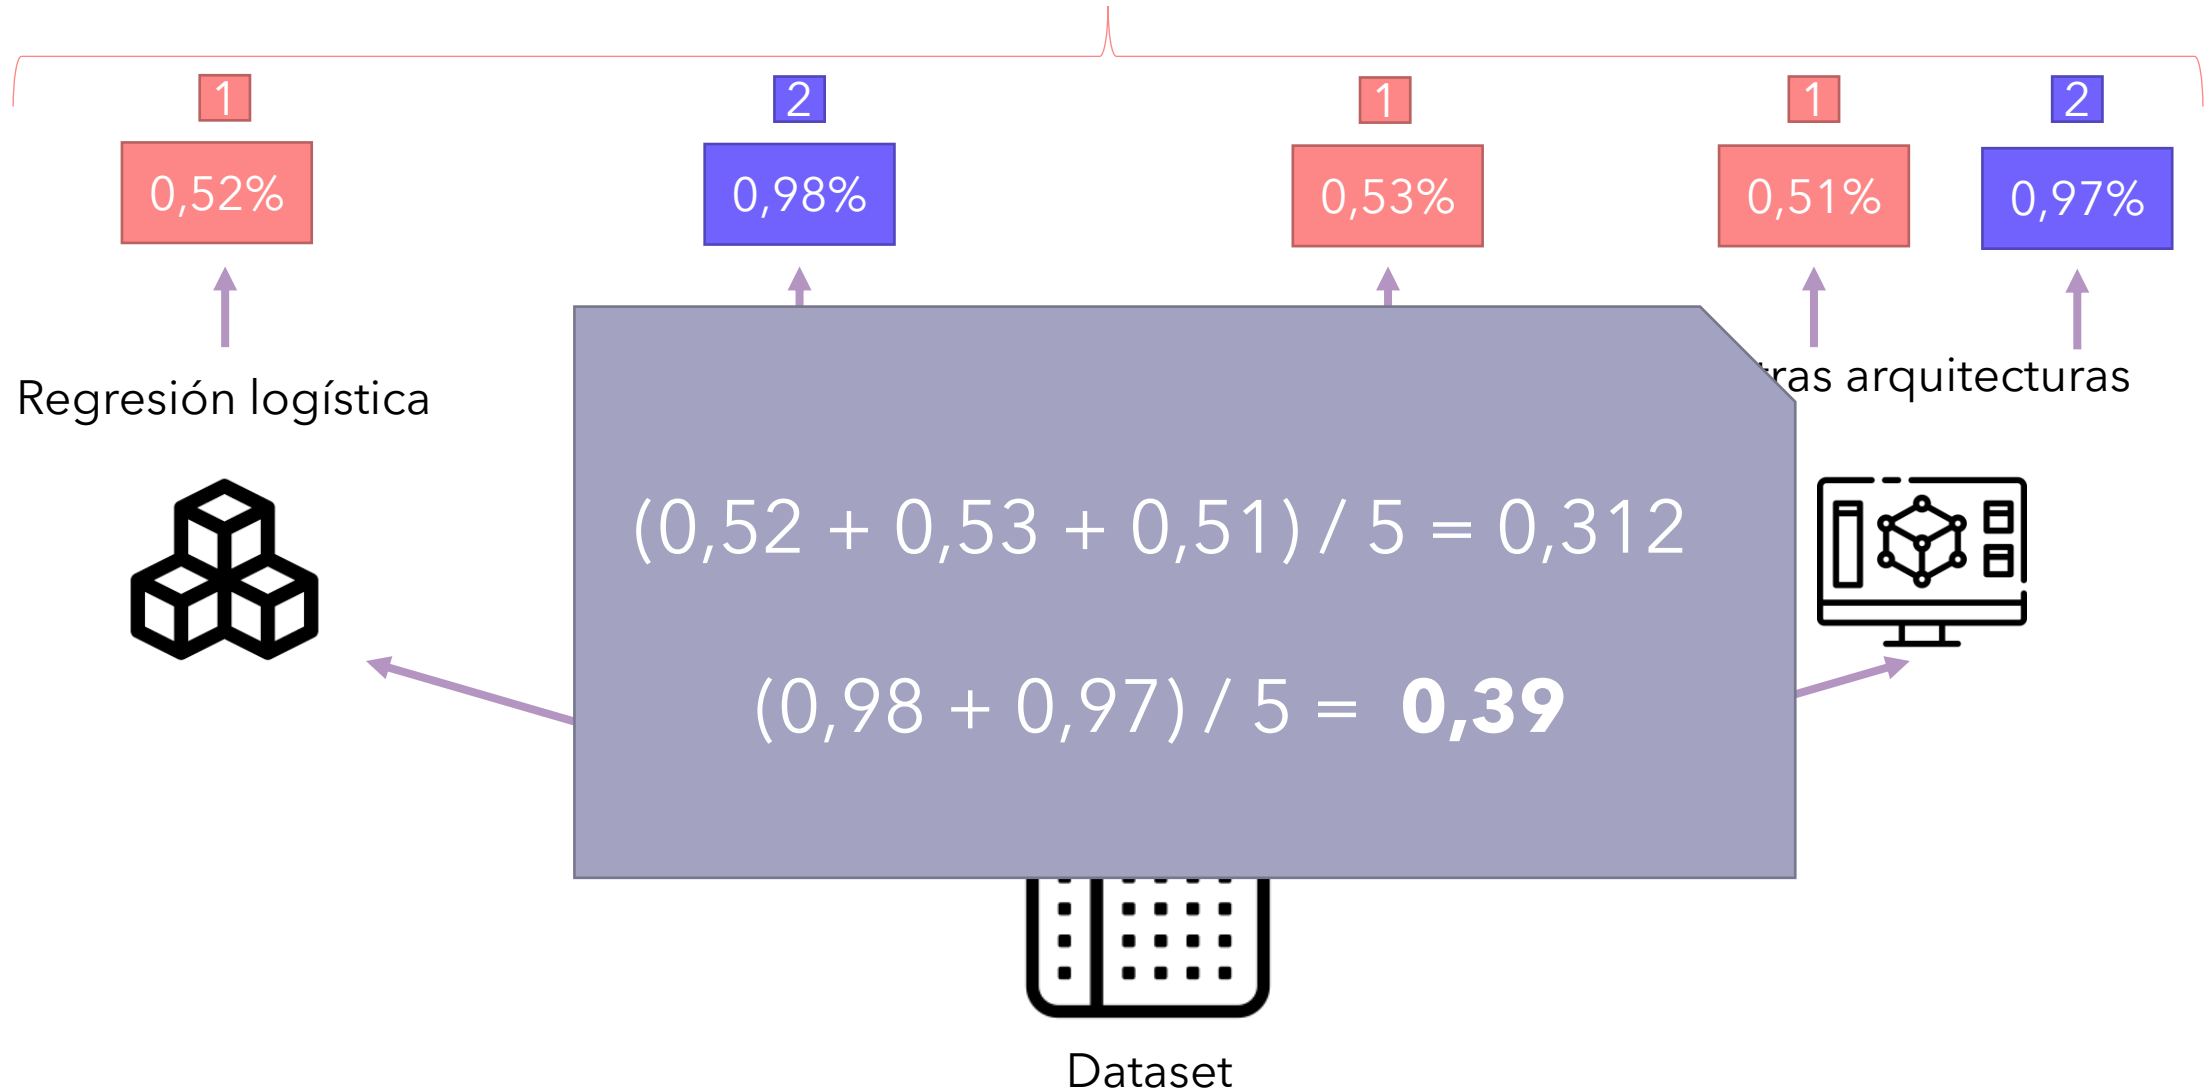 1
2
1
1
2
0,52%
0,98%
0,53%
0,51%
0,97%
Regresión logística
arquitecturas
(0,52 + 0,53 + 0,51) / 5 = 0,312
(0,98 + 0,97) / 5 = 0,39
Dataset